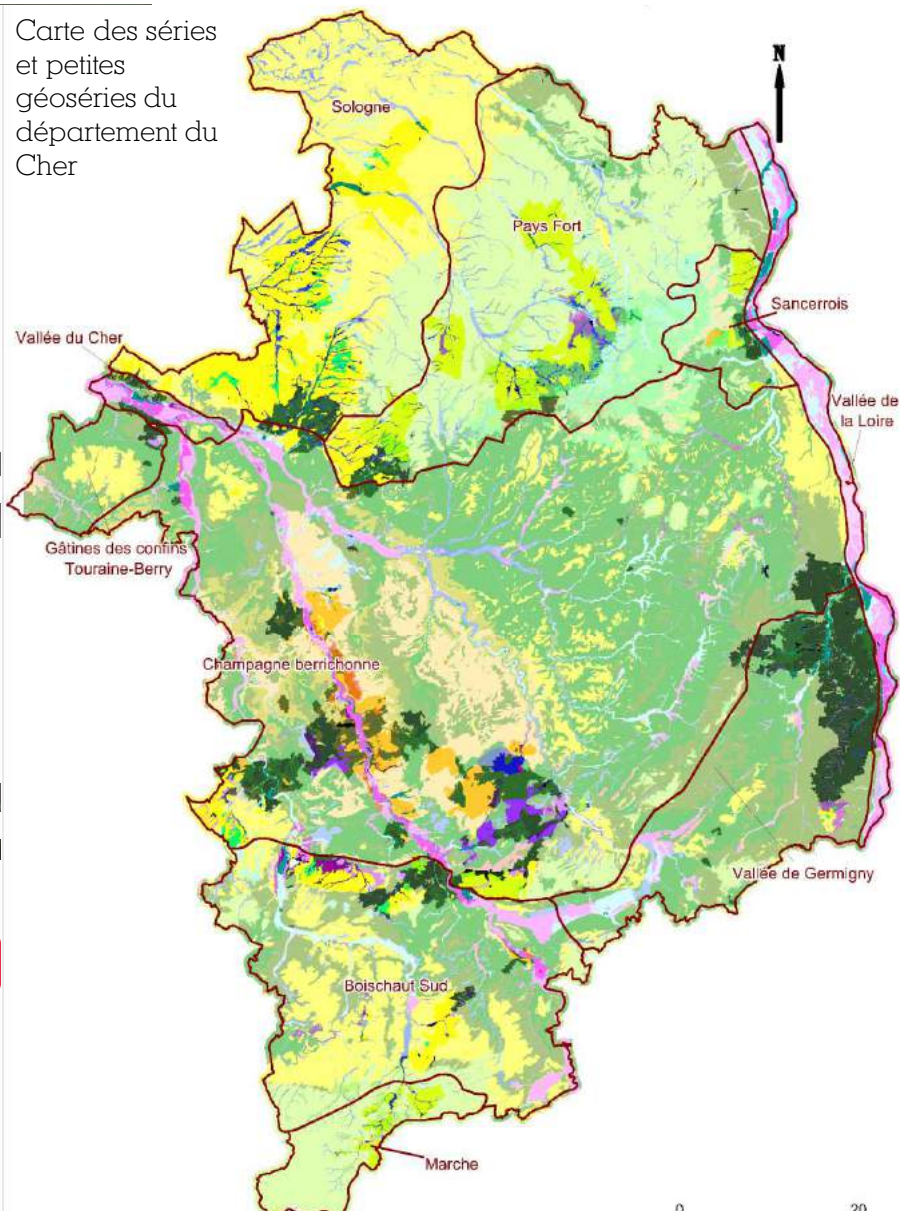 Carte des séries
et petites
géoséries du
département du
Cher
N
Sologne
Pays Fort
Sancerrois
Vallée du Cher
Vallée de
la Loire
Gâtines des confins
Touraine-Berry
Champagne berrichonne
Vallée de Germigny
Boischaut Sud
Marche
0 20